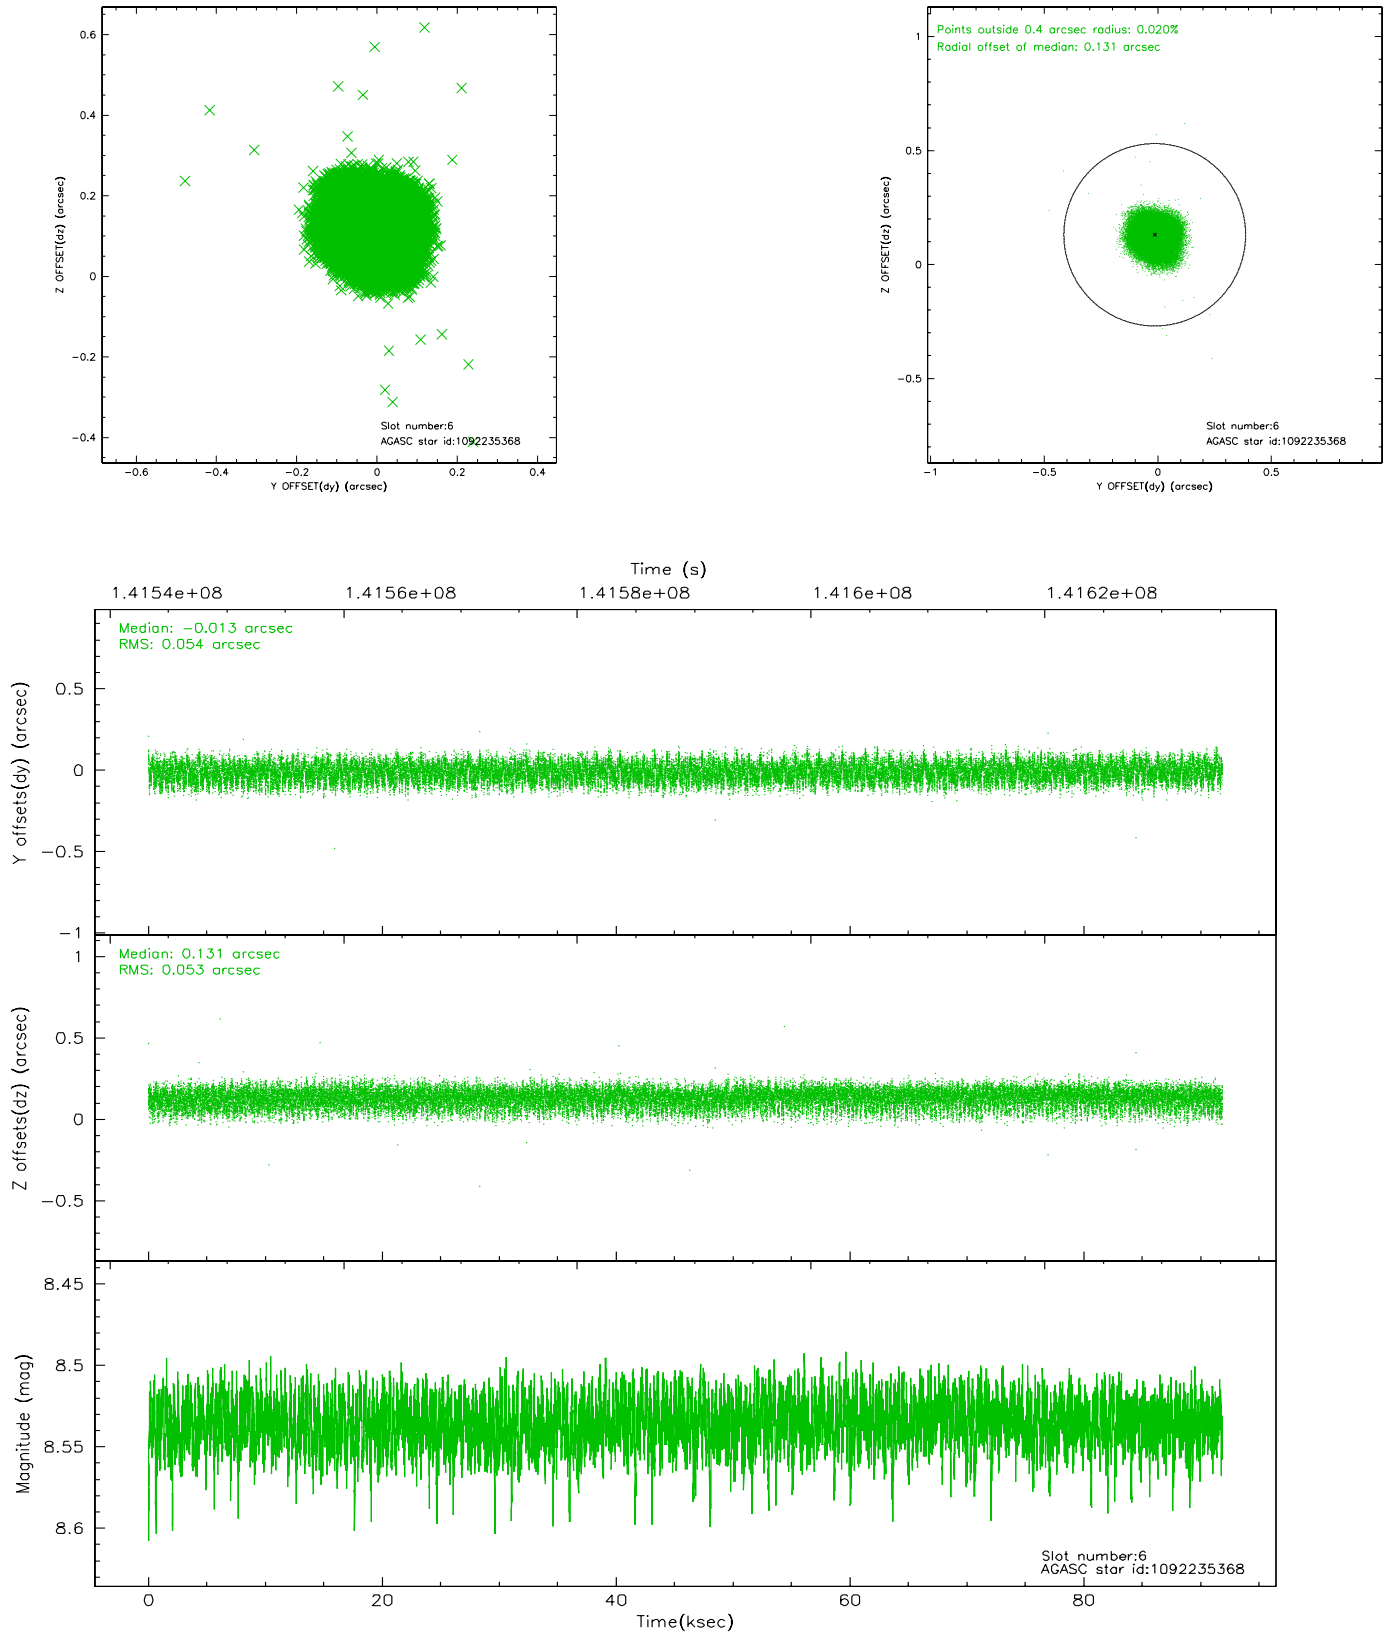 0.6
0.4
0.2
0
−0.2
−0.4
Z OFFSET(dz) (arcsec)
−0.6
−0.4
−0.2
0
0.2
0.4
Y OFFSET(dy) (arcsec)
Slot number:6
AGASC star id:1092235368
Points outside 0.4 arcsec radius: 0.020%
Radial offset of median: 0.131 arcsec
1
0.5
0
−0.5
Z OFFSET(dz) (arcsec)
−1
−0.5
0
0.5
Y OFFSET(dy) (arcsec)
Slot number:6
AGASC star id:1092235368
Time (s)
1.4154e+08
1.4156e+08
1.4158e+08
1.416e+08
1.4162e+08
Median: −0.013 arcsec
RMS: 0.054 arcsec
0.5
0
−0.5
−1
Y offsets(dy) (arcsec)
Median: 0.131 arcsec
RMS: 0.053 arcsec
1
0.5
0
−0.5
Z offsets(dz) (arcsec)
8.45
8.5
8.55
8.6
Magnitude (mag)
Slot number:6
AGASC star id:1092235368
0
20
40
60
80
Time(ksec)